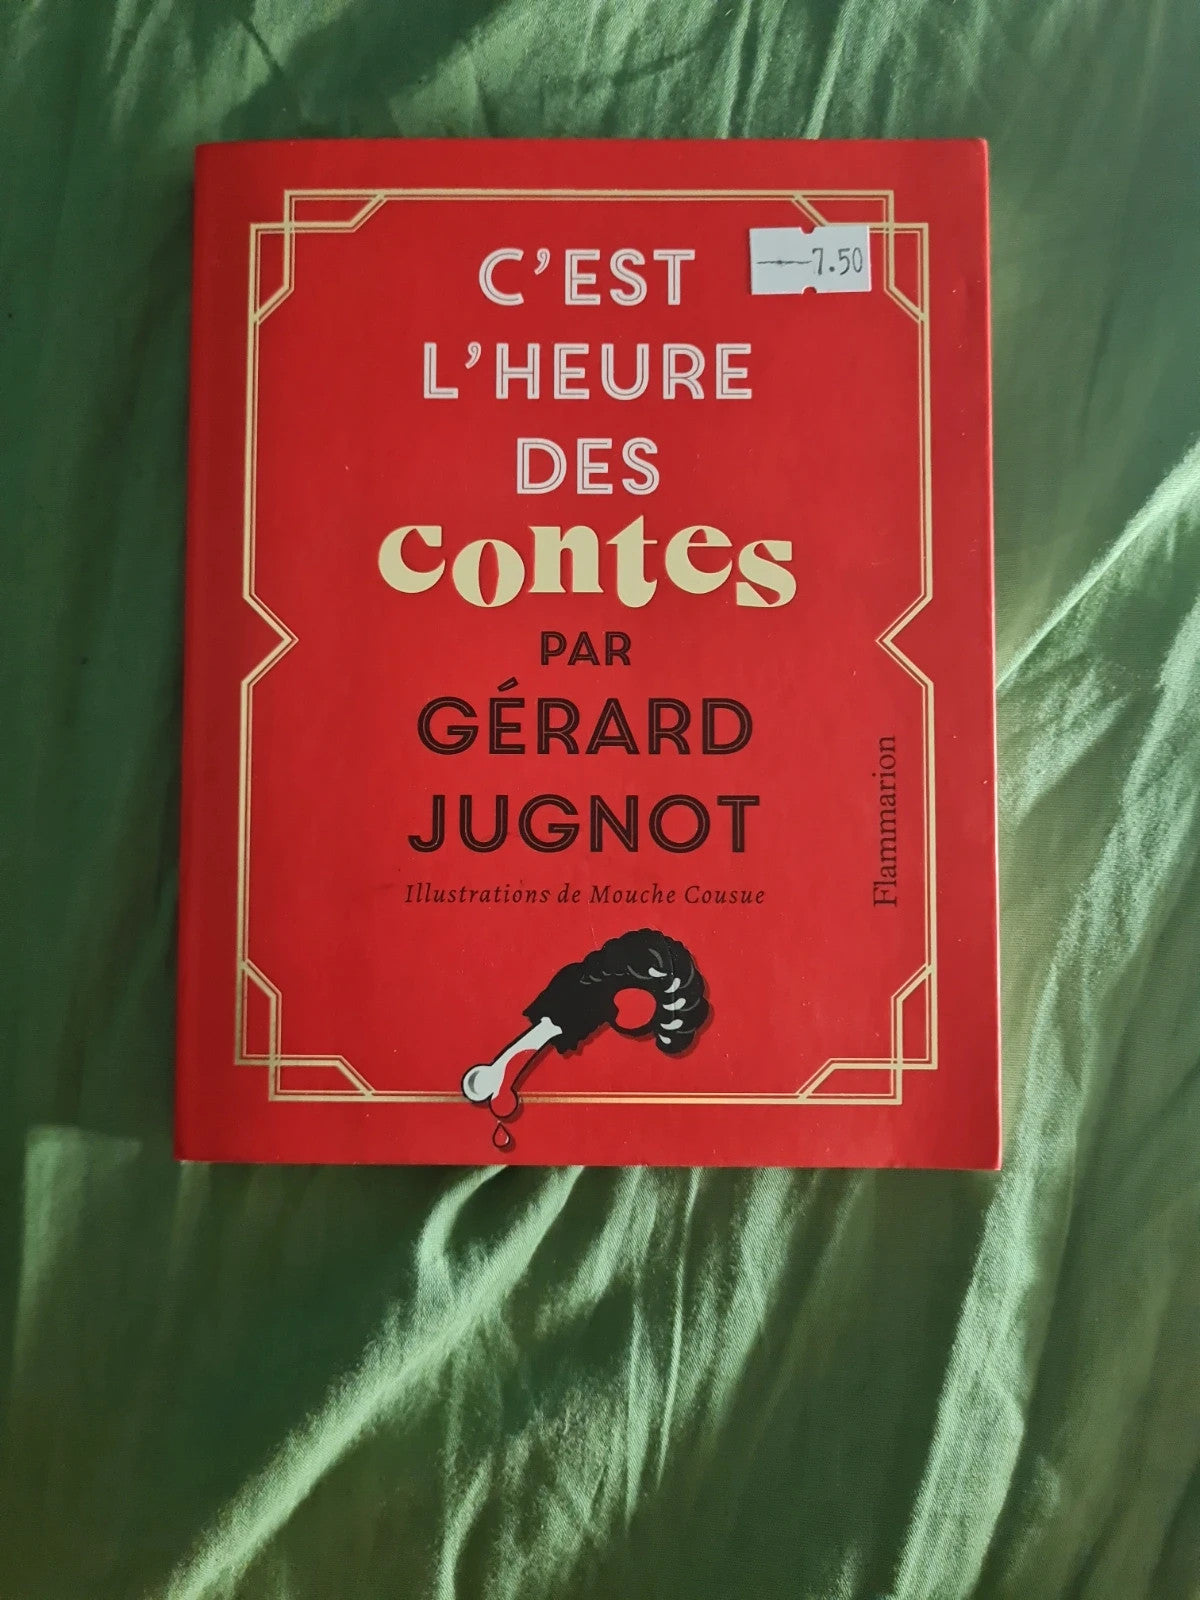 C'EST
7.50
L'HEURE
DES
contes
PAR
GÉRARD
JUGNOT
Illustrations de Mouche Cousue
Flammarion